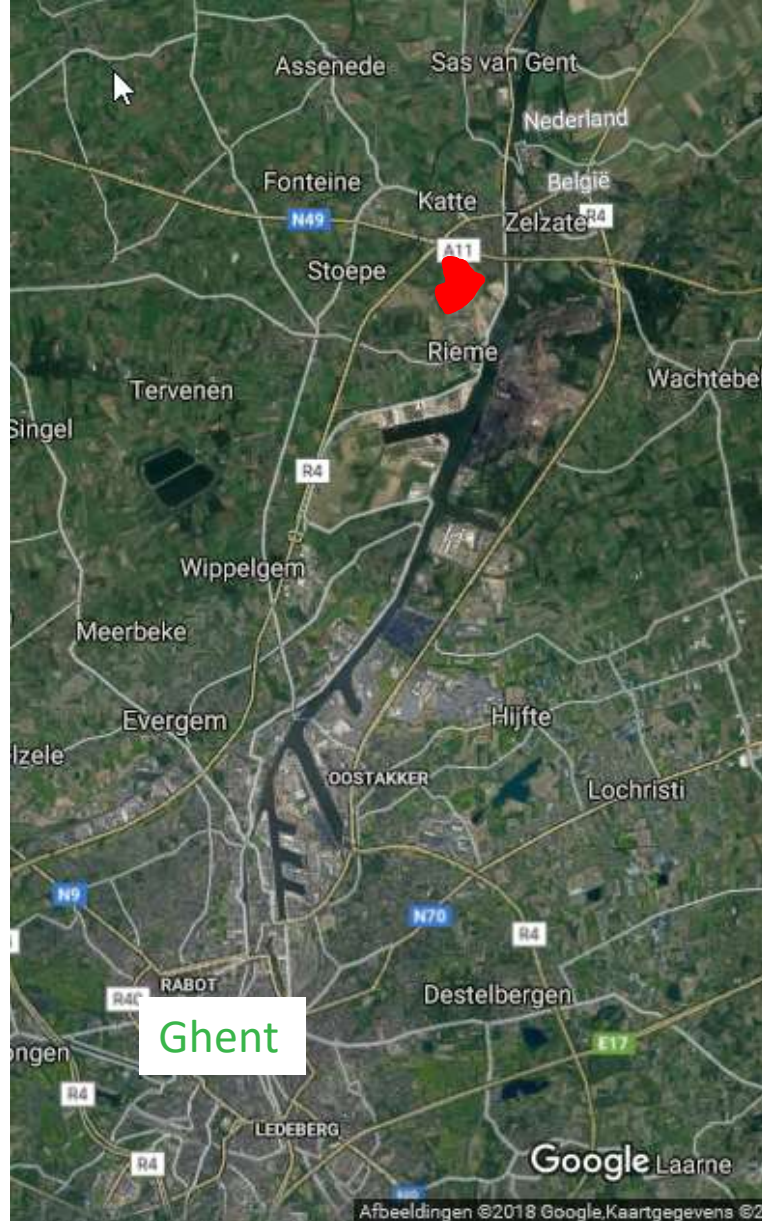 Assenede
Sas van Gent
Nederland
Fonteine
België
Katte
Zelzate
R4
N49
A11
Stoepe
Rieme
Tervenen
Wachtebe
Singel
R4
Wippelgem
Meerbeke
Evergem
Hijfte
lzele
OOSTAKKER
Lochristi
N9
N70
R4
RABOT
R40
Destelbergen
Ghent
ongen
E17
R4
LEDEBERG
R4
Google
Laarne
Afbeeldingen ©2018 Google,Kaartgegevens ©2